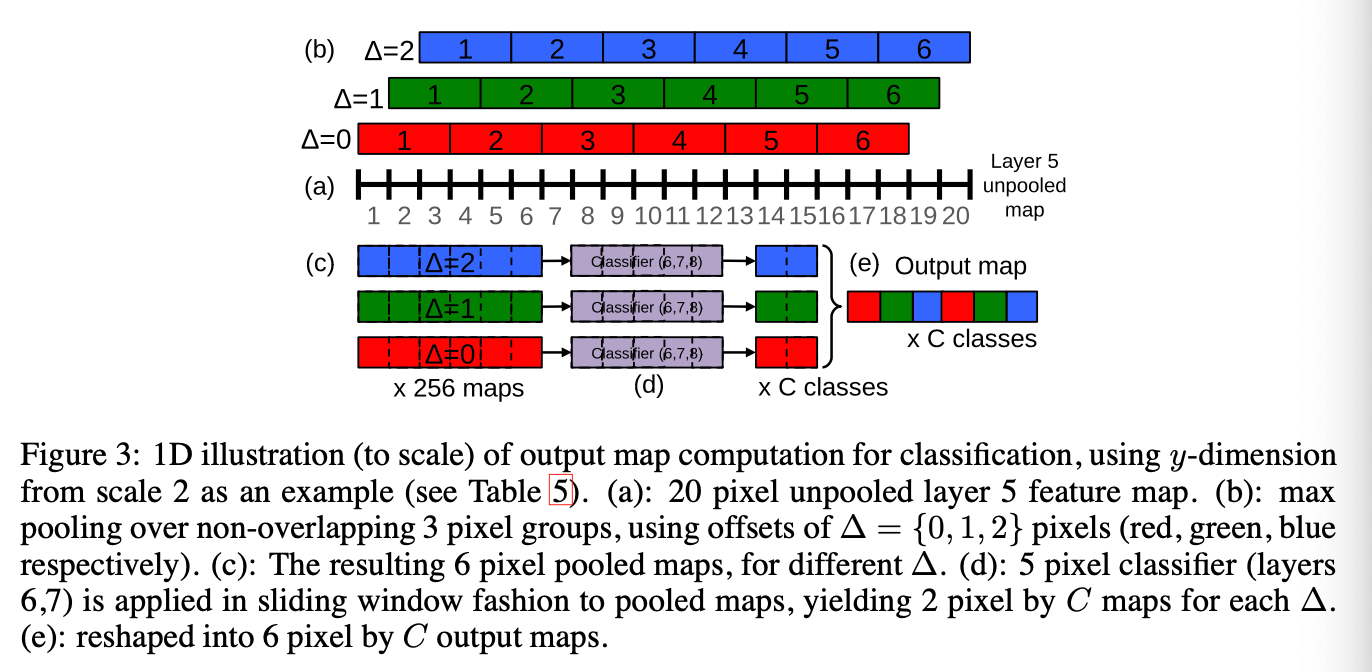 (b) Δ=2 1 2 3 4 5 6
Δ=1 1 2 3 4 5 6
Δ=0 1 2 3 4 5 6
(a)
Layer 5
unpooled
map
1 2 3 4 5 6 7 8 9 10 11 12 13 14 15 16 17 18 19 20
(c) Δ=2 Classifier (6,7,8) (e) Output map
Δ=1 Classifier (6,7,8)
x C classes
Δ=0 Classifier (6,7,8)
x 256 maps (d) x C classes
Figure 3: 1D illustration (to scale) of output map computation for classification, using y-dimension
from scale 2 as an example (see Table 5). (a): 20 pixel unpooled layer 5 feature map. (b): max
pooling over non-overlapping 3 pixel groups, using offsets of Δ = {0, 1, 2} pixels (red, green, blue
respectively). (c): The resulting 6 pixel pooled maps, for different Δ. (d): 5 pixel classifier (layers
6,7) is applied in sliding window fashion to pooled maps, yielding 2 pixel by C maps for each Δ.
(e): reshaped into 6 pixel by C output maps.